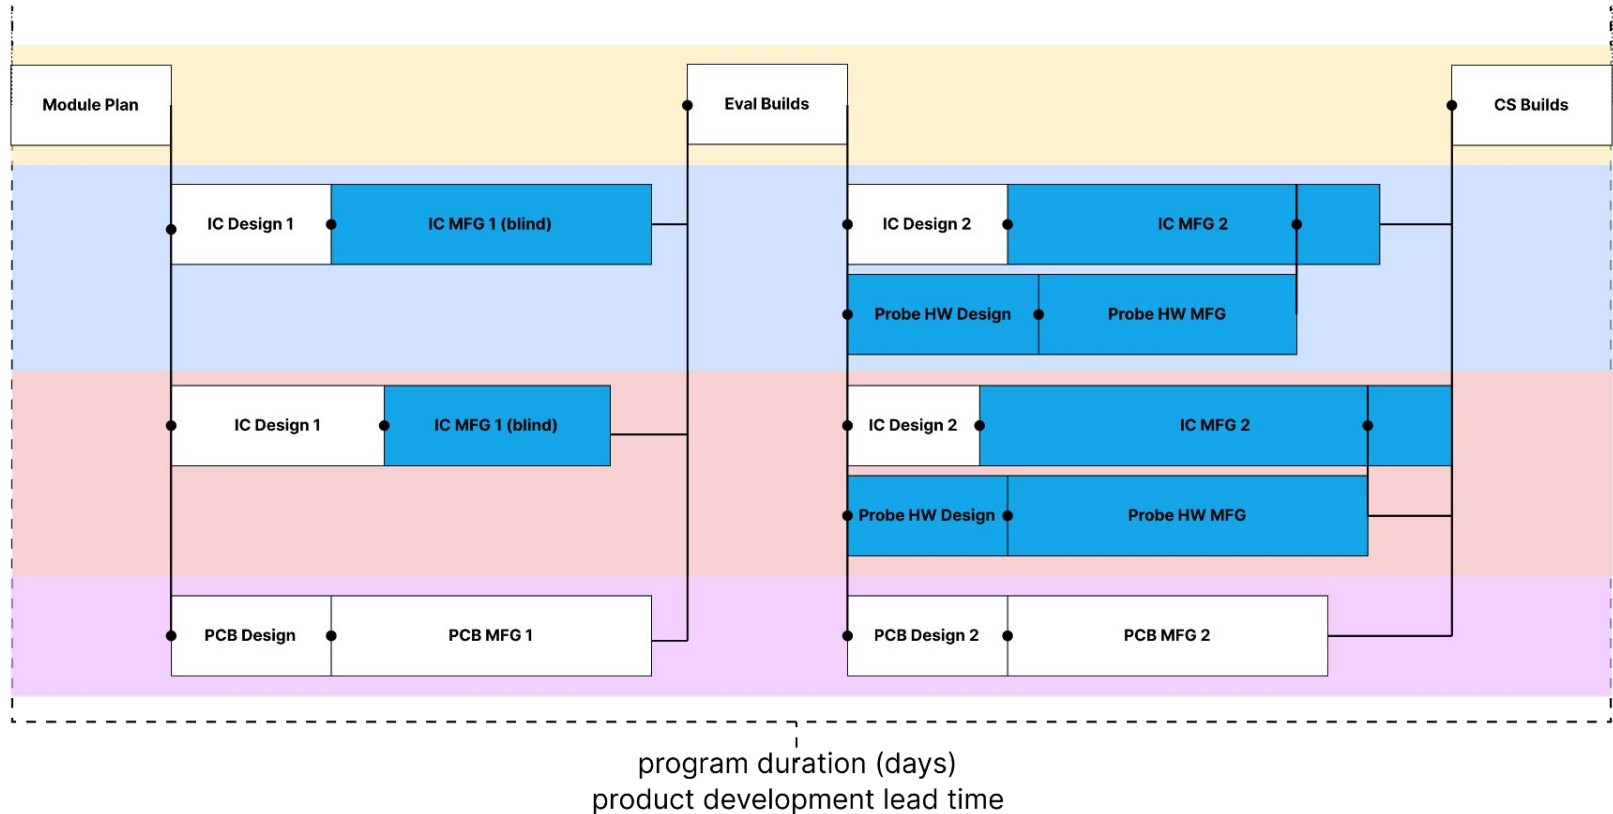 Module Plan
Eval Builds
CS Builds
IC Design 1
IC MFG 1 (blind)
IC Design 2
IC MFG 2
Probe HW Design
Probe HW MFG
IC Design 1
IC MFG 1 (blind)
IC Design 2
IC MFG 2
Probe HW Design
Probe HW MFG
PCB Design
PCB MFG 1
PCB Design 2
PCB MFG 2
program duration (days)
product development lead time